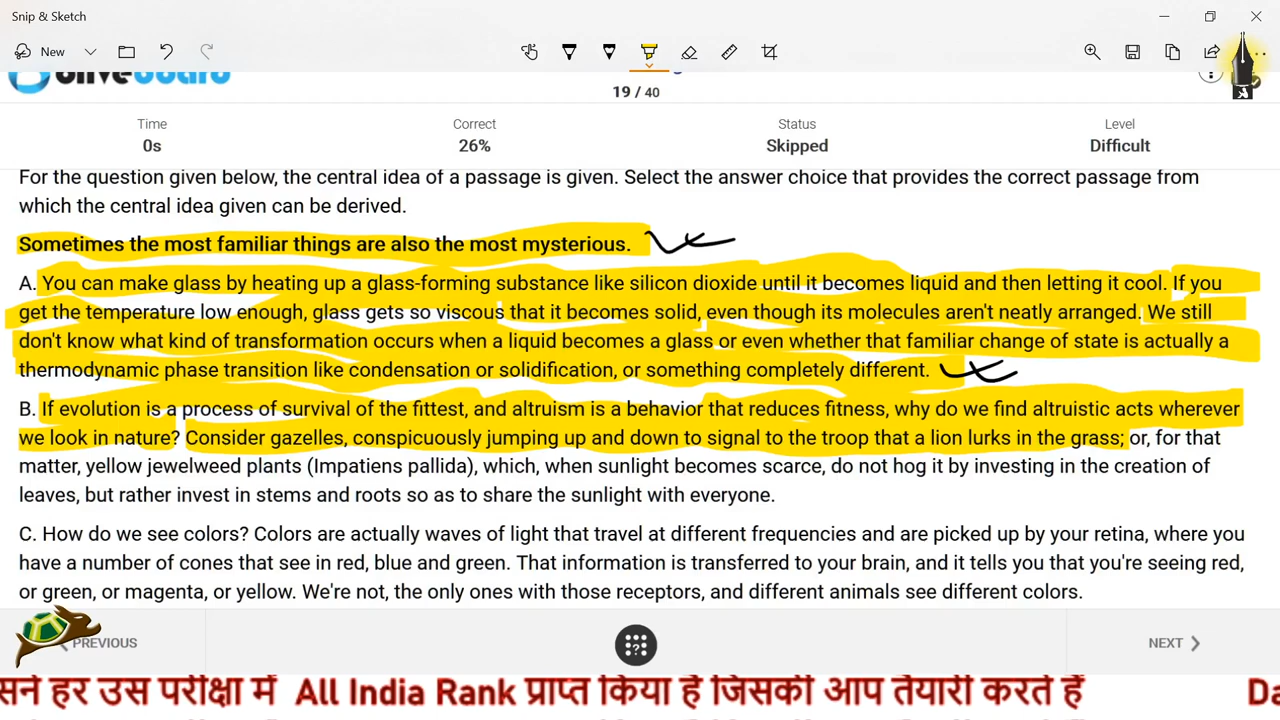 Snip & Sketch
New
19 / 40
Time
Correct
Status
Level
0s
26%
Skipped
Difficult
For the question given below, the central idea of a passage is given. Select the answer choice that provides the correct passage from
which the central idea given can be derived.
Sometimes the most familiar things are also the most mysterious.
A. You can make glass by heating up a glass-forming substance like silicon dioxide until it becomes liquid and then letting it cool. If you
get the temperature low enough, glass gets so viscous that it becomes solid, even though its molecules aren't neatly arranged. We still
don't know what kind of transformation occurs when a liquid becomes a glass or even whether that familiar change of state is actually a
thermodynamic phase transition like condensation or solidification, or something completely different.
B. If evolution is a process of survival of the fittest, and altruism is a behavior that reduces fitness, why do we find altruistic acts wherever
we look in nature? Consider gazelles, conspicuously jumping up and down to signal to the troop that a lion lurks in the grass; or, for that
matter, yellow jewelweed plants (Impatiens pallida), which, when sunlight becomes scarce, do not hog it by investing in the creation of
leaves, but rather invest in stems and roots so as to share the sunlight with everyone.
C. How do we see colors? Colors are actually waves of light that travel at different frequencies and are picked up by your retina, where you
have a number of cones that see in red, blue and green. That information is transferred to your brain, and it tells you that you're seeing red,
or green, or magenta, or yellow. We're not, the only ones with those receptors, and different animals see different colors.
PREVIOUS
NEXT
सने हर उस परीक्षा में All India Rank प्राप्त किया है जिसकी आप तैयारी करते हैं Da